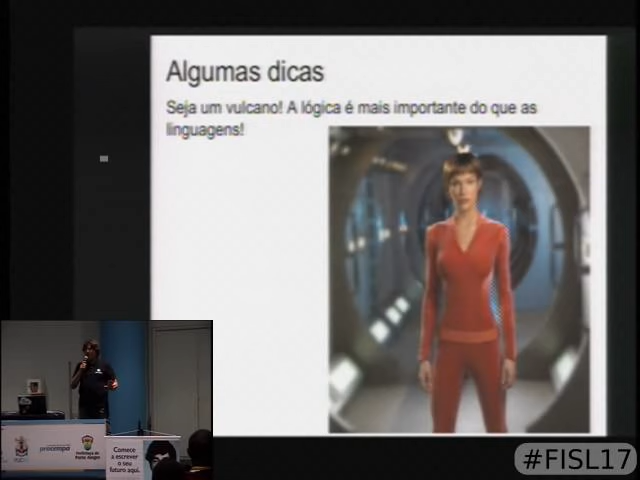 Algumas dicas
Seja um vulcano! A lógica é mais importante do que as
linguagens!
procempa
Prefeitura de
Porto Alegre
Comece
a escrever
o seu
futuro aqui.
#FISL17